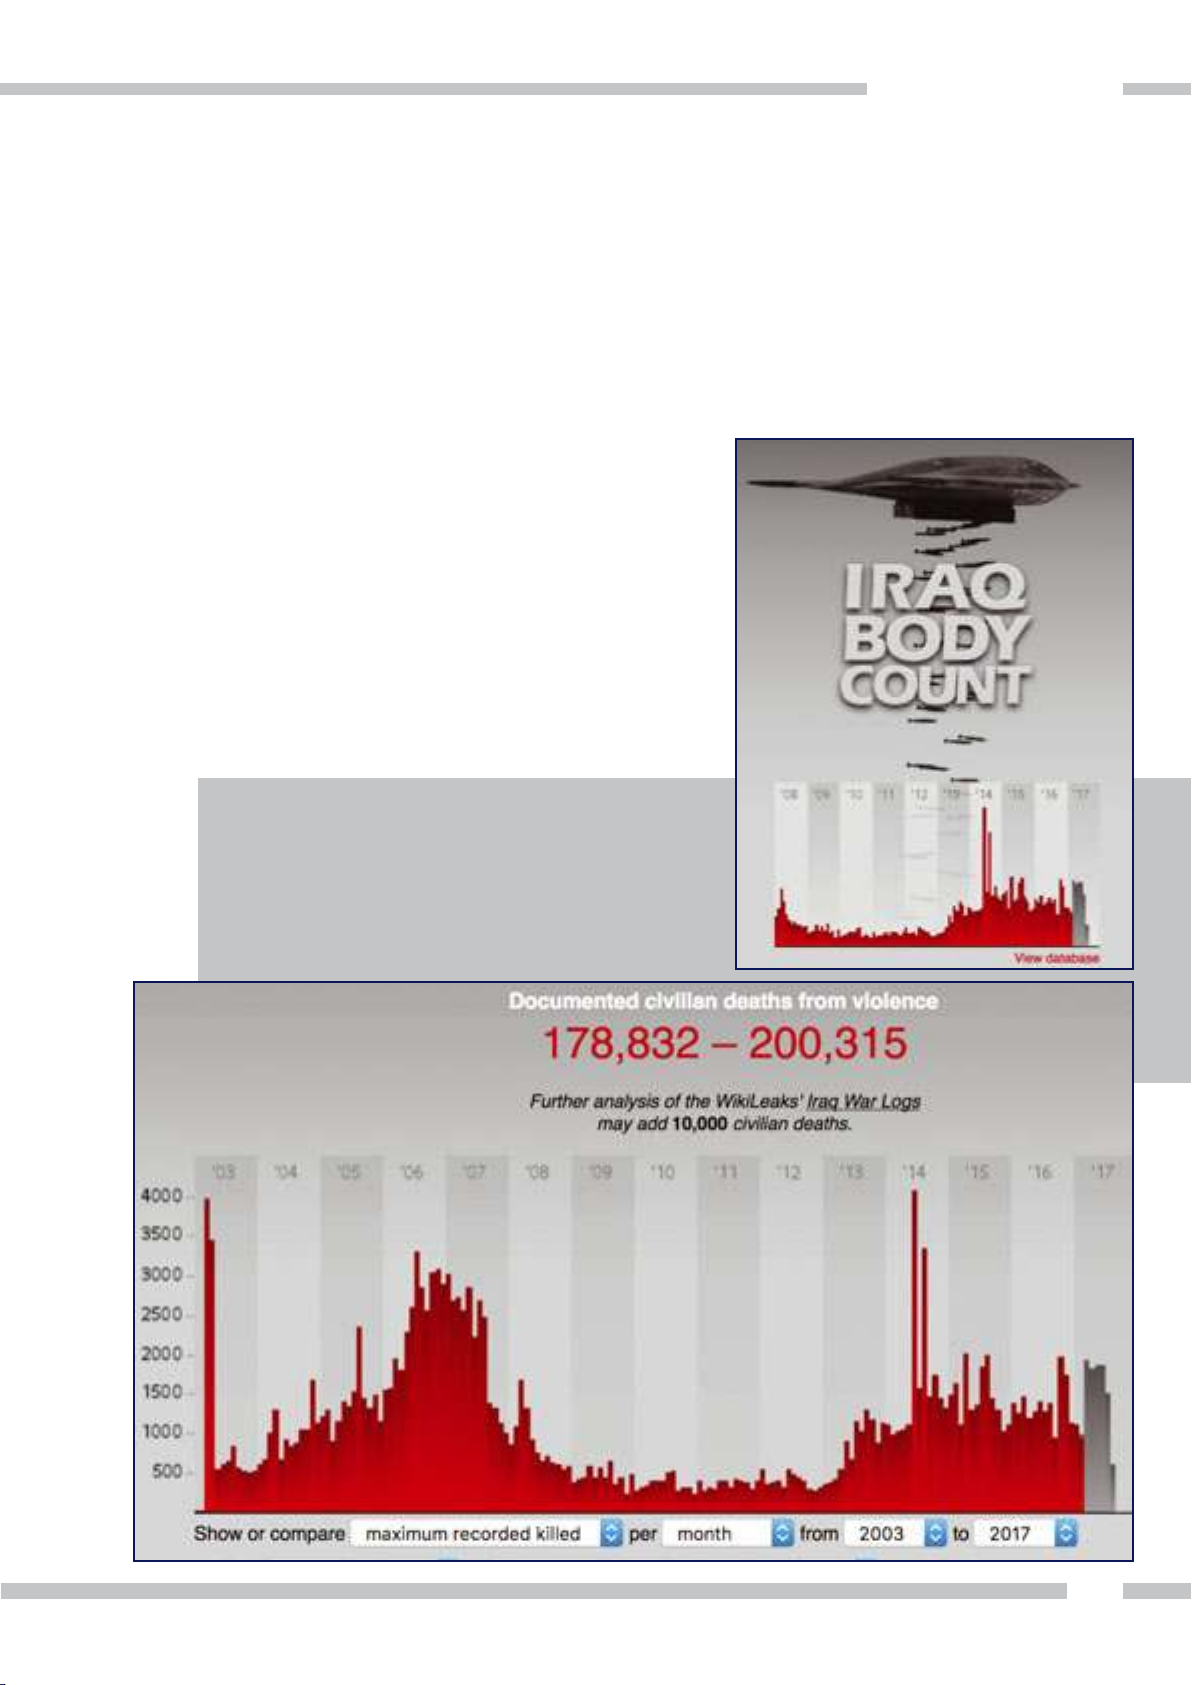 IRAQ
BODY
COUNT
'08 '09 '10 '11 '12 '13 '14 '15 '16 '17
View database
Documented civilian deaths from violence
178,832 – 200,315
Further analysis of the WikiLeaks' Iraq War Logs
may add 10,000 civilian deaths.
'03 '04 '05 '06 '07 '08 '09 '10 '11 '12 '13 '14 '15 '16 '17
4000
3500
3000
2500
2000
1500
1000
500
Show or compare maximum recorded killed per month from 2003 to 2017